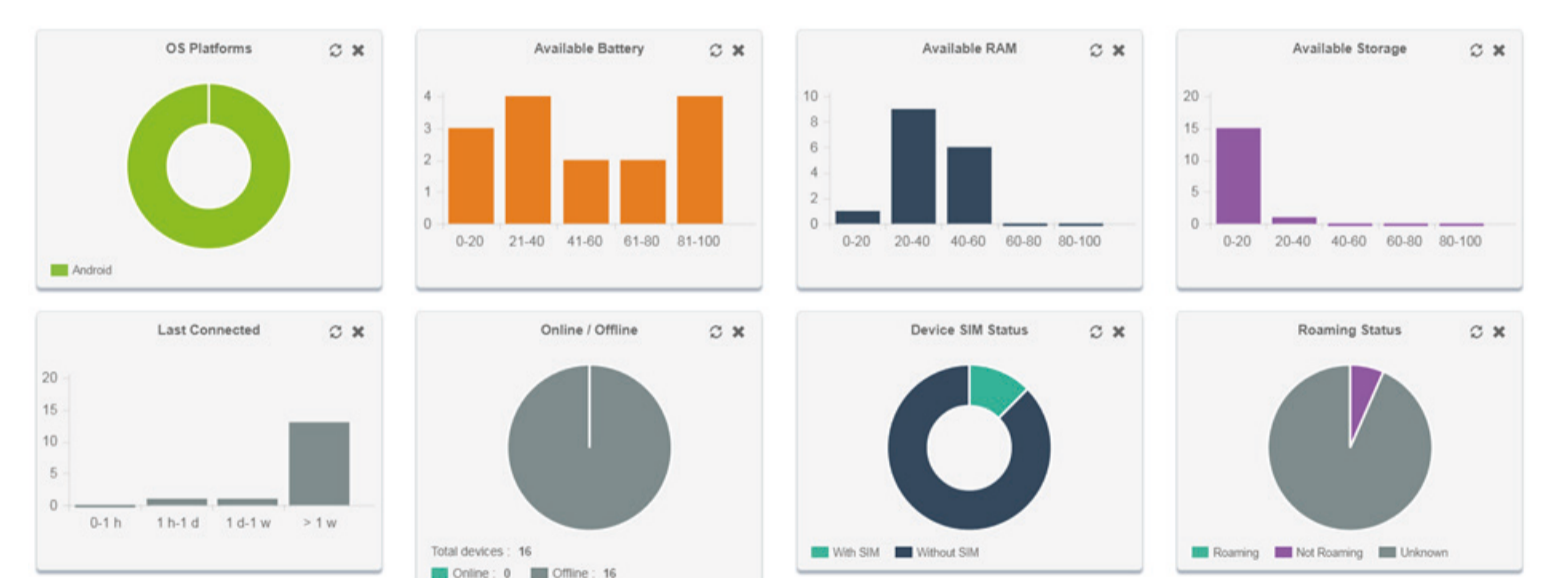 OS Platforms
Android
Available Battery
4
3
2
1
0
0-20 21-40 41-60 61-80 81-100
Available RAM
10
8
6
4
2
0
0-20 20-40 40-60 60-80 80-100
Available Storage
20
15
10
5
0
0-20 20-40 40-60 60-80 80-100
Last Connected
20
15
10
5
0
0-1 h 1 h-1 d 1 d-1 w > 1 w
Online / Offline
Total devices : 16
Online : 0 Offline : 16
Device SIM Status
With SIM Without SIM
Roaming Status
Roaming Not Roaming Unknown